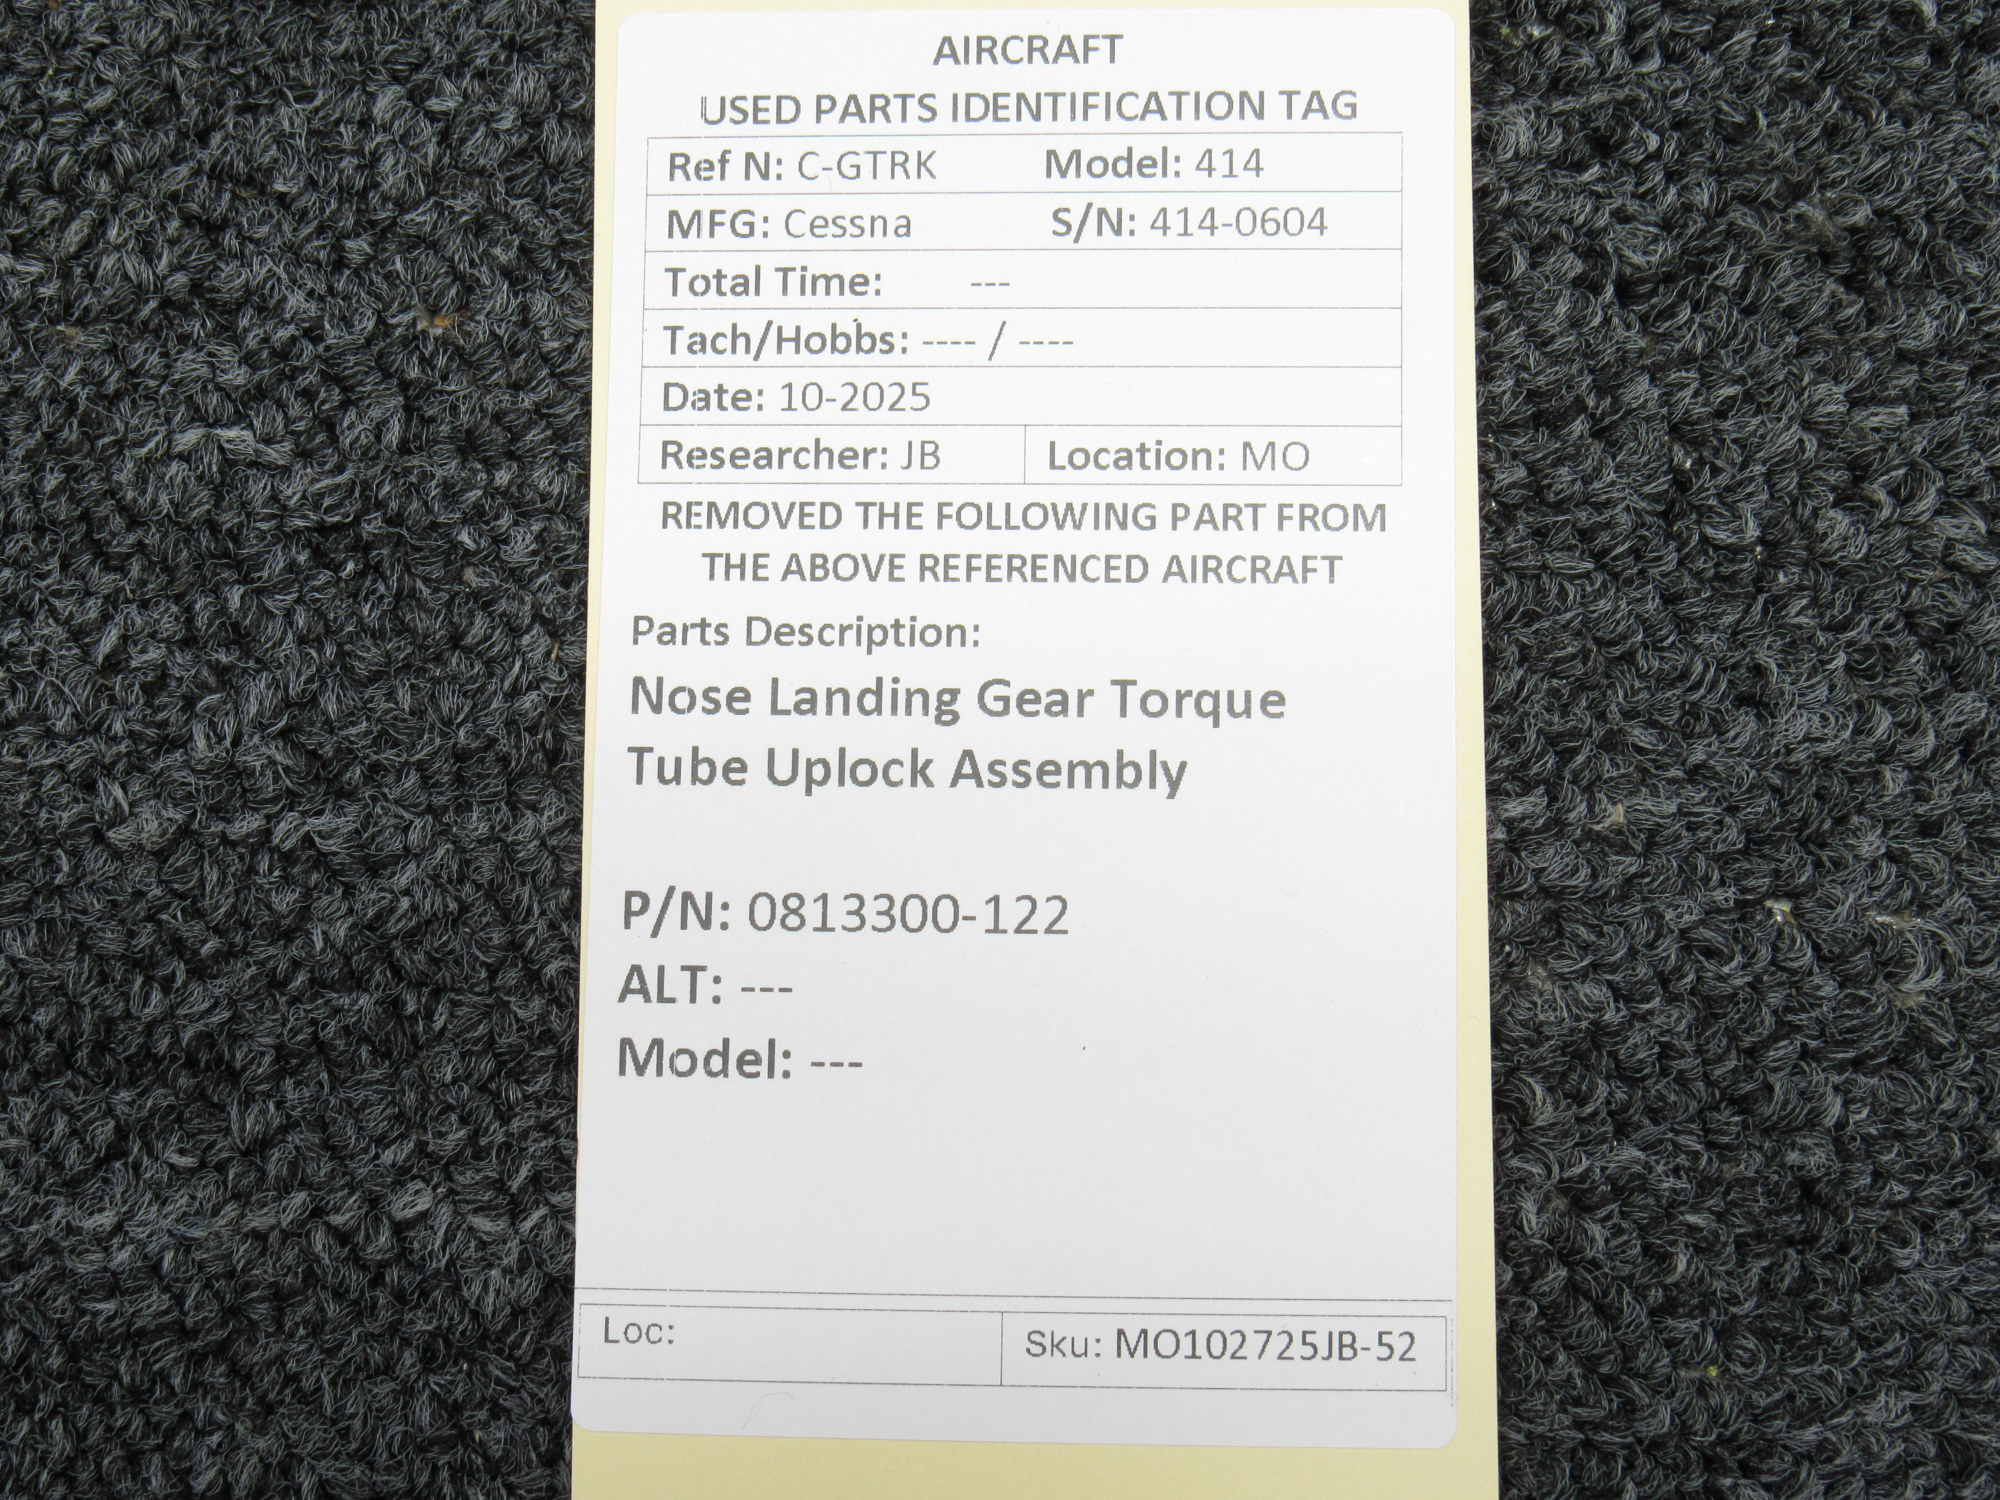 AIRCRAFT
USED PARTS IDENTIFICATION TAG
Ref N: C-GTRK Model: 414
MFG: Cessna S/N: 414-0604
Total Time: ---
Tach/Hobbs: ---- / ----
Date: 10-2025
Researcher: JB Location: MO
REMOVED THE FOLLOWING PART FROM
THE ABOVE REFERENCED AIRCRAFT
Parts Description:
Nose Landing Gear Torque
Tube Uplock Assembly
P/N: 0813300-122
ALT: ---
Model: ---
Loc: Sku: MO102725JB-52